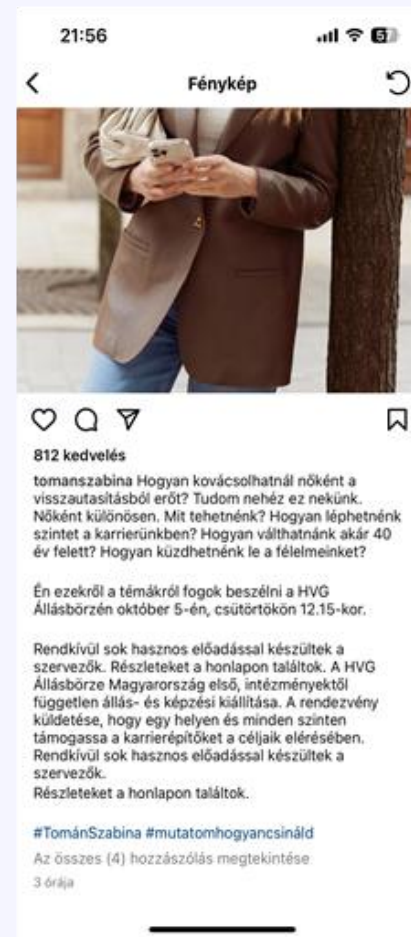 21:56
57
Fénykép
812 kedvelés
tomanszabina Hogyan kovácsolhatnál nőként a
visszautasításból erőt? Tudom nehéz ez nekünk.
Nőként különösen. Mit tehetnénk? Hogyan léphetnénk
szintet a karrierünkben? Hogyan válthatnánk akár 40
év felett? Hogyan küzdhetnénk le a félelmeinket?
Én ezekről a témákról fogok beszélni a HVG
Állásbörzén október 5-én, csütörtökön 12.15-kor.
Rendkívül sok hasznos előadással készültek a
szervezők. Részleteket a honlapon találtok. A HVG
Állásbörze Magyarország első, intézményektől
független állás- és képzési kiállítása. A rendezvény
küldetése, hogy egy helyen és minden szinten
támogassa a karrierépítőket a céljaik elérésében.
Rendkívül sok hasznos előadással készültek a
szervezők.
Részleteket a honlapon találtok.
#TománSzabina #mutatomhogyancsináld
Az összes (4) hozzászólás megtekintése
3 órája